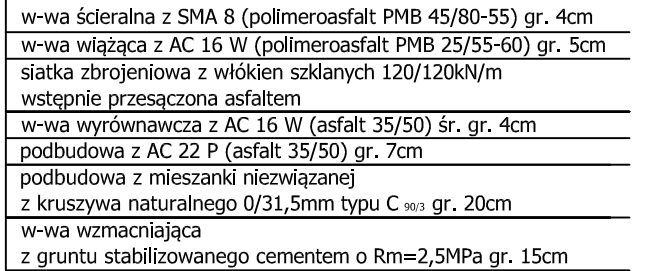 w-wa ścieralna z SMA 8 (polimeroasfalt PMB 45/80-55) gr. 4cm
w-wa wiążąca z AC 16 W (polimeroasfalt PMB 25/55-60) gr. 5cm
siatka zbrojeniowa z włókien szklanych 120/120kN/m
wstępnie przesączona asfaltem
w-wa wyrównawcza z AC 16 W (asfalt 35/50) śr. gr. 4cm
podbudowa z AC 22 P (asfalt 35/50) gr. 7cm
podbudowa z mieszanki niezwiązanej
z kruszywa naturalnego 0/31,5mm typu C 90/3 gr. 20cm
w-wa wzmacniająca
z gruntu stabilizowanego cementem o Rm=2,5MPa gr. 15cm